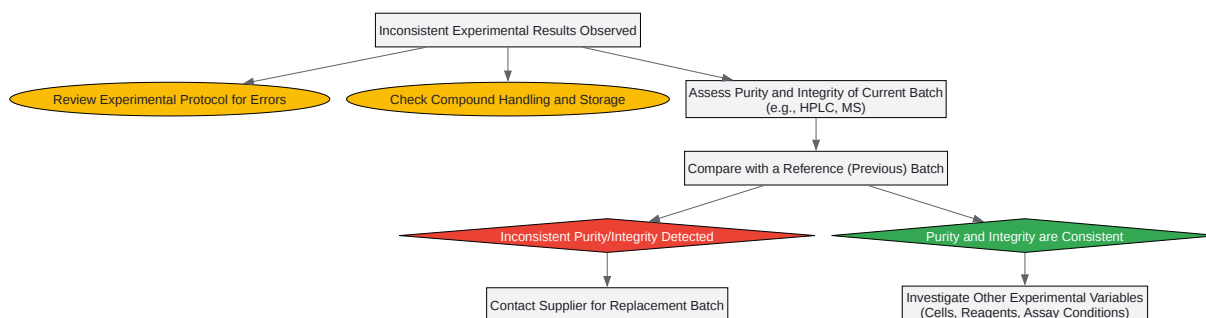 Inconsistent Experimental Results Observed
Review Experimental Protocol for Errors
Check Compound Handling and Storage
Assess Purity and Integrity of Current Batch
(e.g., HPLC, MS)
Compare with a Reference (Previous) Batch
Inconsistent Purity/Integrity Detected
Purity and Integrity are Consistent
Contact Supplier for Replacement Batch
Investigate Other Experimental Variables
(Cells, Reagents, Assay Conditions)